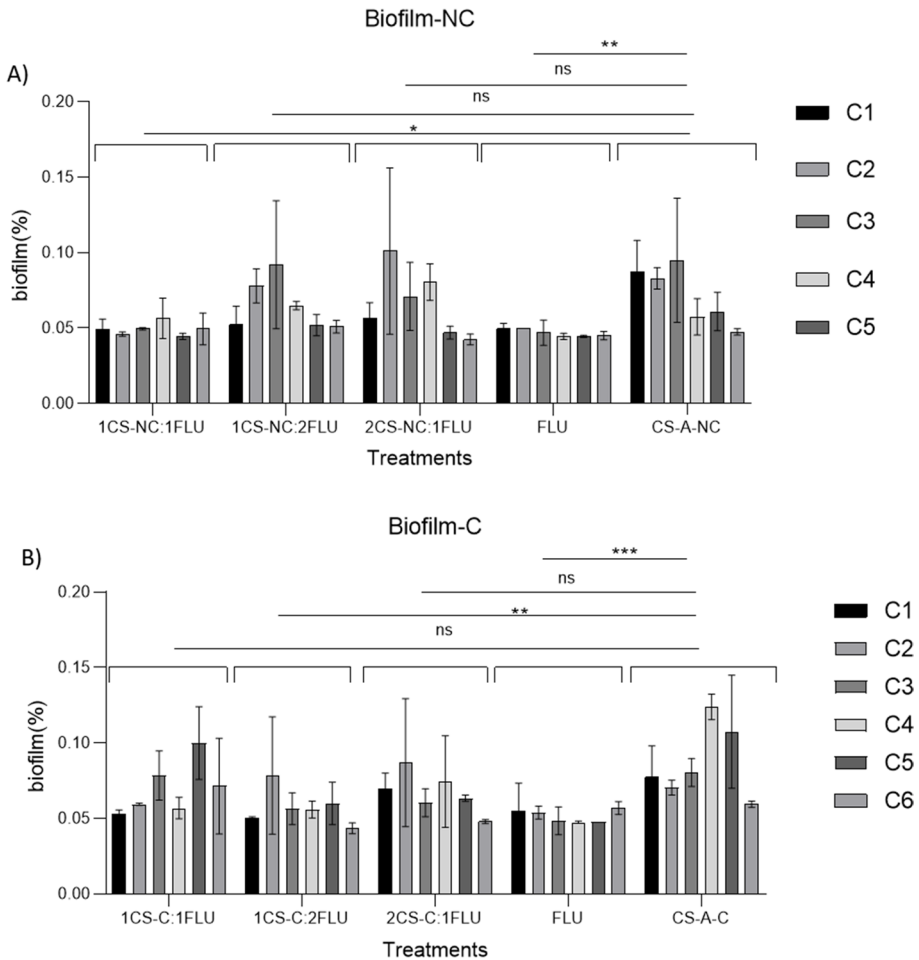 Biofilm-NC
A)
**
ns
ns
*
0.20
0.15
0.10
0.05
0.00
biofilm(%)
1CS-NC:1FLU 1CS-NC:2FLU 2CS-NC:1FLU FLU CS-A-NC
Treatments
C1
C2
C3
C4
C5
Biofilm-C
B)
***
ns
**
ns
0.20
0.15
0.10
0.05
0.00
biofilm(%)
1CS-C:1FLU 1CS-C:2FLU 2CS-C:1FLU FLU CS-A-C
Treatments
C1
C2
C3
C4
C5
C6